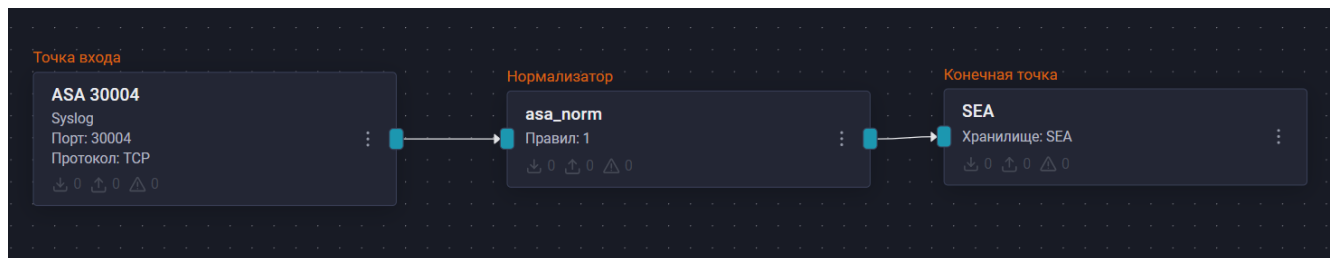 Точка входа
ASA 30004
Syslog
Порт: 30004
Протокол: TCP
0 0 0
Нормализатор
asa_norm
Правил: 1
0 0 0
Конечная точка
SEA
Хранилище: SEA
0 0 0